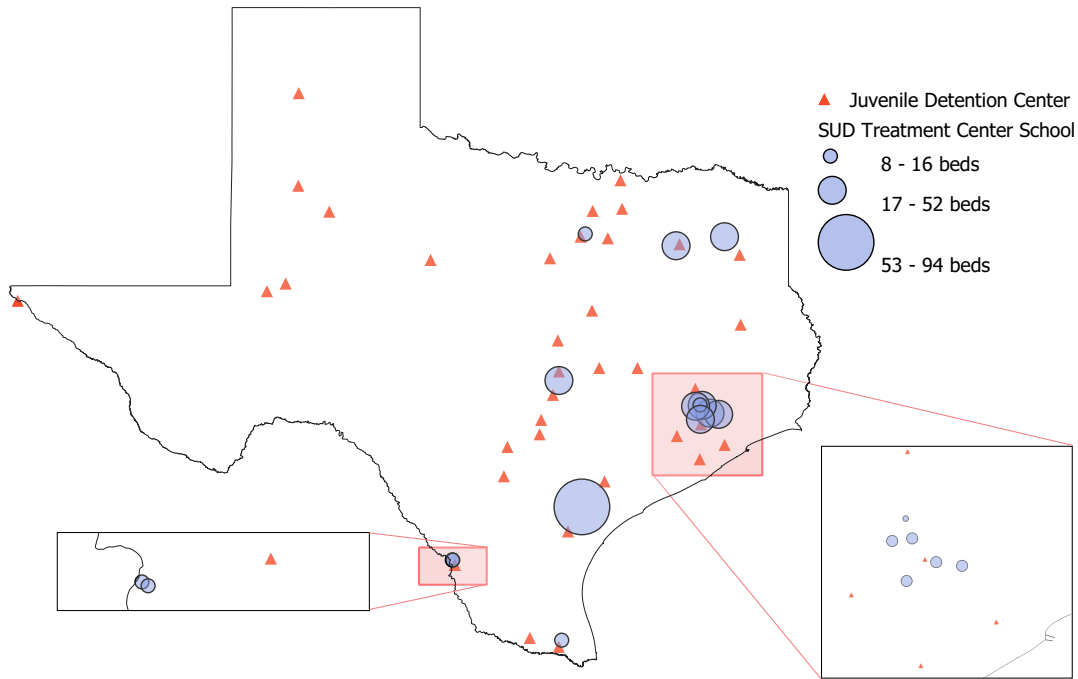 Juvenile Detention Center
SUD Treatment Center School
8 - 16 beds
17 - 52 beds
53 - 94 beds